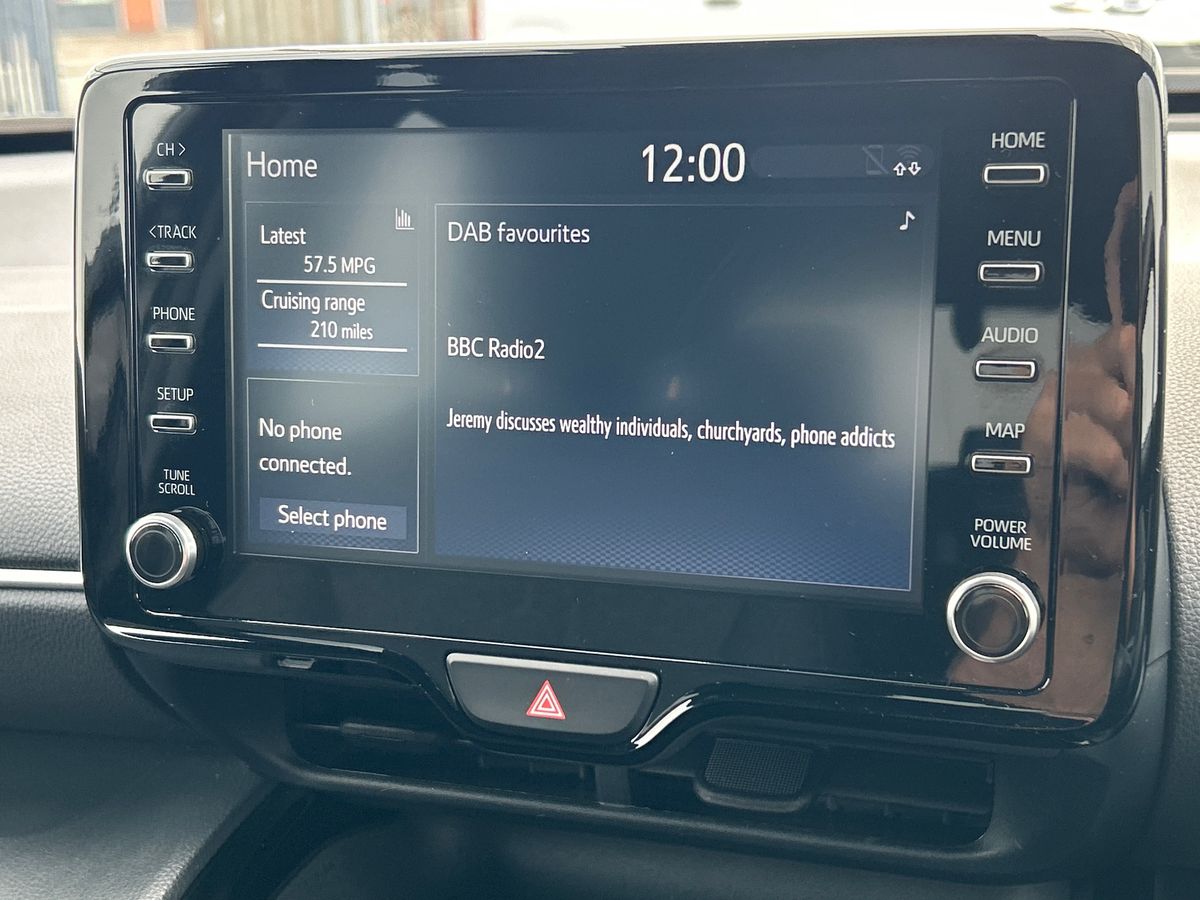 CH >
<TRACK
PHONE
SETUP
TUNE
SCROLL
Home
12:00
Latest
57.5 MPG
Cruising range
210 miles
No phone
connected.
Select phone
DAB favourites
BBC Radio2
Jeremy discusses wealthy individuals, churchyards, phone addicts
HOME
MENU
AUDIO
MAP
POWER
VOLUME